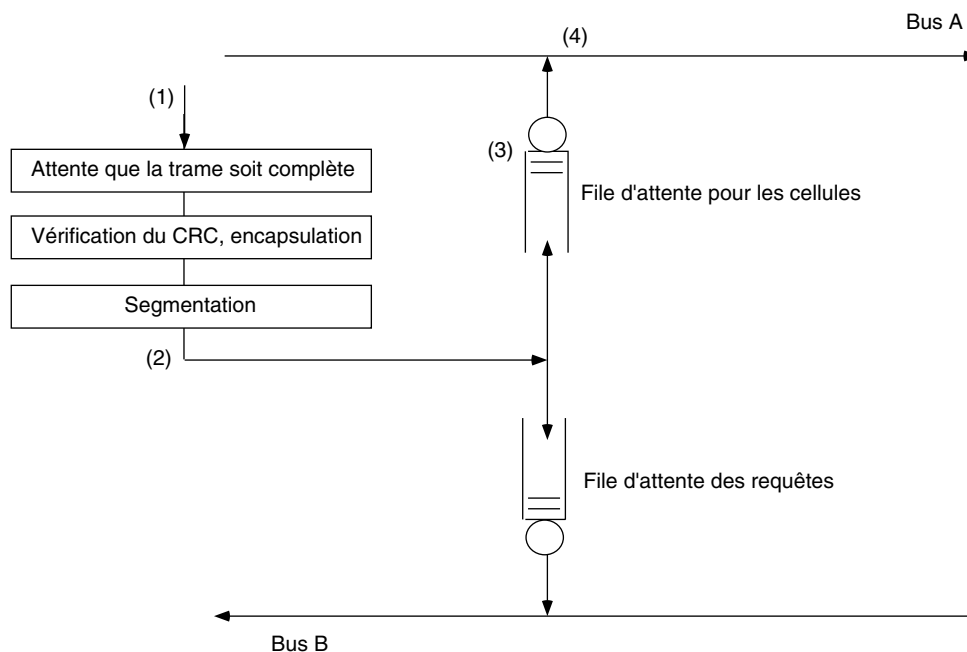 Bus A
(4)
(1)
(3)
Attente que la trame soit complète
File d'attente pour les cellules
Vérification du CRC, encapsulation
Segmentation
(2)
File d'attente des requêtes
Bus B